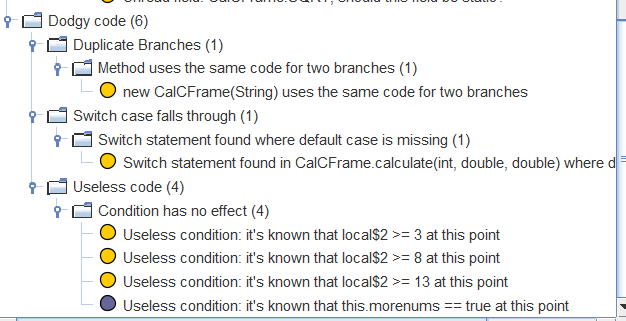 Unread field: CalCFrame.SQRT; should this field be static?
Dodgy code (6)
Duplicate Branches (1)
Method uses the same code for two branches (1)
new CalCFrame(String) uses the same code for two branches
Switch case falls through (1)
Switch statement found where default case is missing (1)
Switch statement found in CalCFrame.calculate(int, double, double) where d
Useless code (4)
Condition has no effect (4)
Useless condition: it's known that local$2 >= 3 at this point
Useless condition: it's known that local$2 >= 8 at this point
Useless condition: it's known that local$2 >= 13 at this point
Useless condition: it's known that this.morenums == true at this point